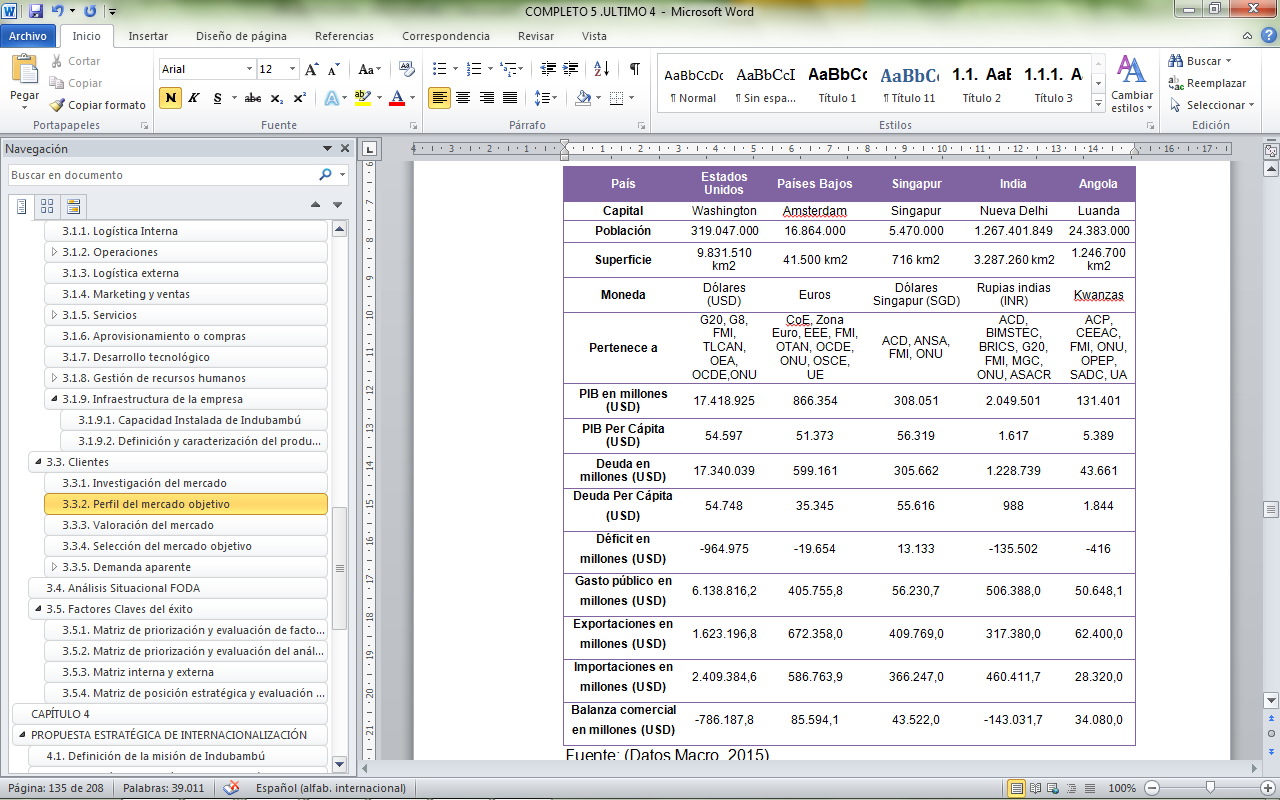 COMPLETO 5 .ULTIMO 4 - Microsoft Word
Archivo Inicio Insertar Diseño de página Referencias Correspondencia Revisar Vista
Pegar
Cortar
Copiar
Copiar formato
Portapapeles
Arial 12
N K S abc x₂ x²
Fuente
Párrafo
AaBbCcDc AaBbCcI AaBbCc AaBbCc 1.1. AaB 1.1.1. A
¶ Normal ¶ Sin espa... Título 1 ¶ Título 11 Título 2 Título 3
Estilos
Cambiar estilos
Buscar
Reemplazar
Seleccionar
Edición
Navegación
Buscar en documento
3.1.1. Logística Interna
3.1.2. Operaciones
3.1.3. Logística externa
3.1.4. Marketing y ventas
3.1.5. Servicios
3.1.6. Aprovisionamiento o compras
3.1.7. Desarrollo tecnológico
3.1.8. Gestión de recursos humanos
3.1.9. Infraestructura de la empresa
3.1.9.1. Capacidad Instalada de Indubambú
3.1.9.2. Definición y caracterización del produ...
3.3. Clientes
3.3.1. Investigación del mercado
3.3.2. Perfil del mercado objetivo
3.3.3. Valoración del mercado
3.3.4. Selección del mercado objetivo
3.3.5. Demanda aparente
3.4. Análisis Situacional FODA
3.5. Factores Claves del éxito
3.5.1. Matriz de priorización y evaluación de facto...
3.5.2. Matriz de priorización y evaluación del anál...
3.5.3. Matriz interna y externa
3.5.4. Matriz de posición estratégica y evaluación ...
CAPÍTULO 4
PROPUESTA ESTRATÉGICA DE INTERNACIONALIZACIÓN
4.1. Definición de la misión de Indubambú
País Estados Unidos Países Bajos Singapur India Angola
Capital Washington Amsterdam Singapur Nueva Delhi Luanda
Población 319.047.000 16.864.000 5.470.000 1.267.401.849 24.383.000
Superficie 9.831.510 km2 41.500 km2 716 km2 3.287.260 km2 1.246.700 km2
Moneda Dólares (USD) Euros Dólares Singapur (SGD) Rupias indias (INR) Kwanzas
Pertenece a G20, G8, FMI, TLCAN, OEA, OCDE,ONU CoE, Zona Euro, EEE, FMI, OTAN, OCDE, ONU, OSCE, UE ACD, ANSA, FMI, ONU ACD, BIMSTEC, BRICS, G20, FMI, MGC, ONU, ASACR ACP, CEEAC, FMI, ONU, OPEP, SADC, UA
PIB en millones (USD) 17.418.925 866.354 308.051 2.049.501 131.401
PIB Per Cápita (USD) 54.597 51.373 56.319 1.617 5.389
Deuda en millones (USD) 17.340.039 599.161 305.662 1.228.739 43.661
Deuda Per Cápita (USD) 54.748 35.345 55.616 988 1.844
Déficit en millones (USD) -964.975 -19.654 13.133 -135.502 -416
Gasto público en millones (USD) 6.138.816,2 405.755,8 56.230,7 506.388,0 50.648,1
Exportaciones en millones (USD) 1.623.196,8 672.358,0 409.769,0 317.380,0 62.400,0
Importaciones en millones (USD) 2.409.384,6 586.763,9 366.247,0 460.411,7 28.320,0
Balanza comercial en millones (USD) -786.187,8 85.594,1 43.522,0 -143.031,7 34.080,0
Fuente: (Datos Macro, 2015)
Página: 135 de 208 Palabras: 39.011 Español (alfab. internacional) 100%